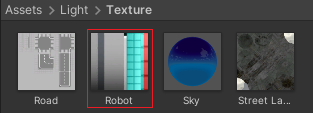 Assets > Light > Texture
Road
Robot
Sky
Street La...